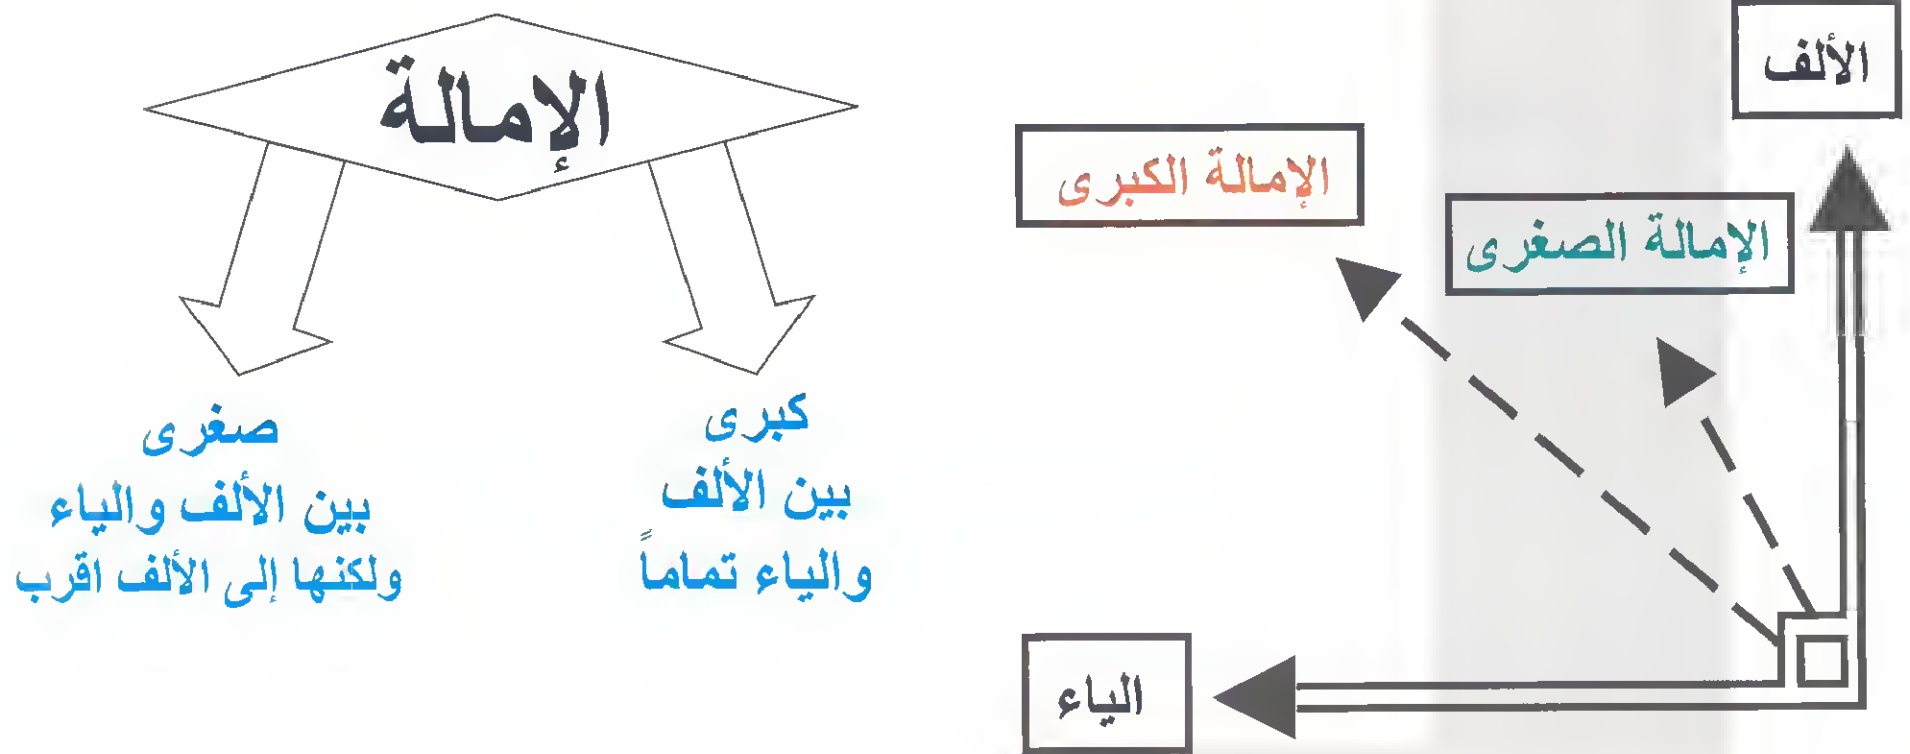 الألف
الإمالة الكبرى
الإمالة الصغرى
الياء
الإمالة
كبرى
بين الألف
والياء تماماً
صغرى
بين الألف والياء
ولكنها إلى الألف اقرب